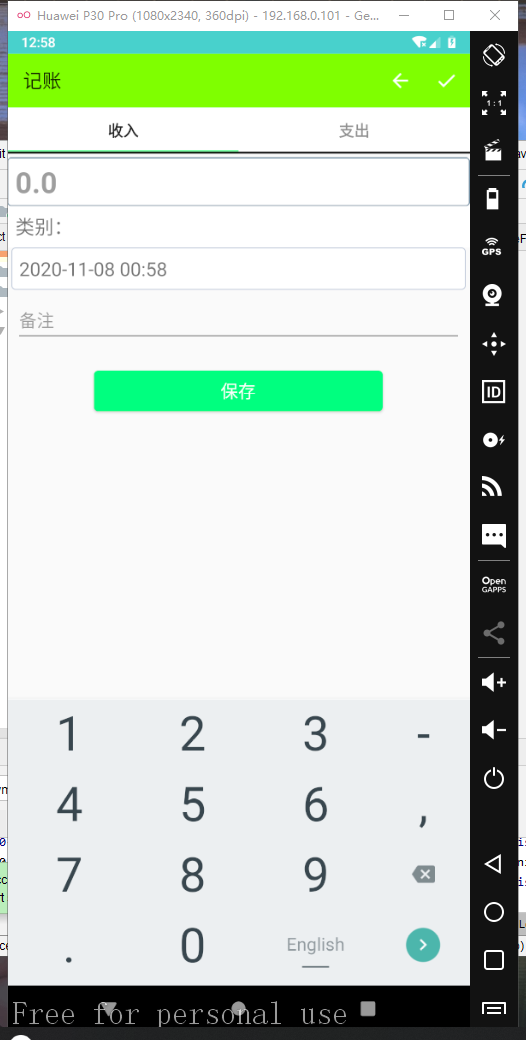 Huawei P30 Pro (1080x2340, 360dpi) - 192.168.0.101 - Ge...
12:58
记账
收入 支出
0.0
类别：
2020-11-08 00:58
备注
保存
1 2 3 -
4 5 6 ,
7 8 9
. 0 English
Free for personal use
1:1
GPS
ID
Open
GAPPS